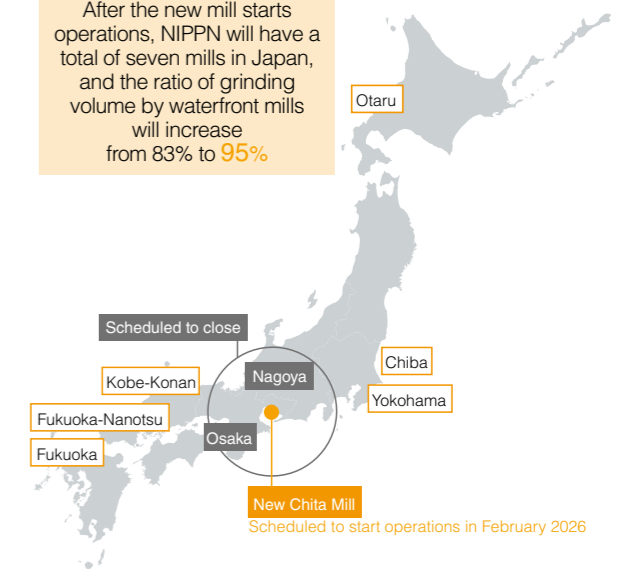 After the new mill starts
operations, NIPPN will have a
total of seven mills in Japan,
and the ratio of grinding
volume by waterfront mills
will increase
from 83% to 95%
Otaru
Scheduled to close
Chiba
Nagoya
Kobe-Konan
Yokohama
Fukuoka-Nanotsu
Osaka
Fukuoka
New Chita Mill
Scheduled to start operations in February 2026